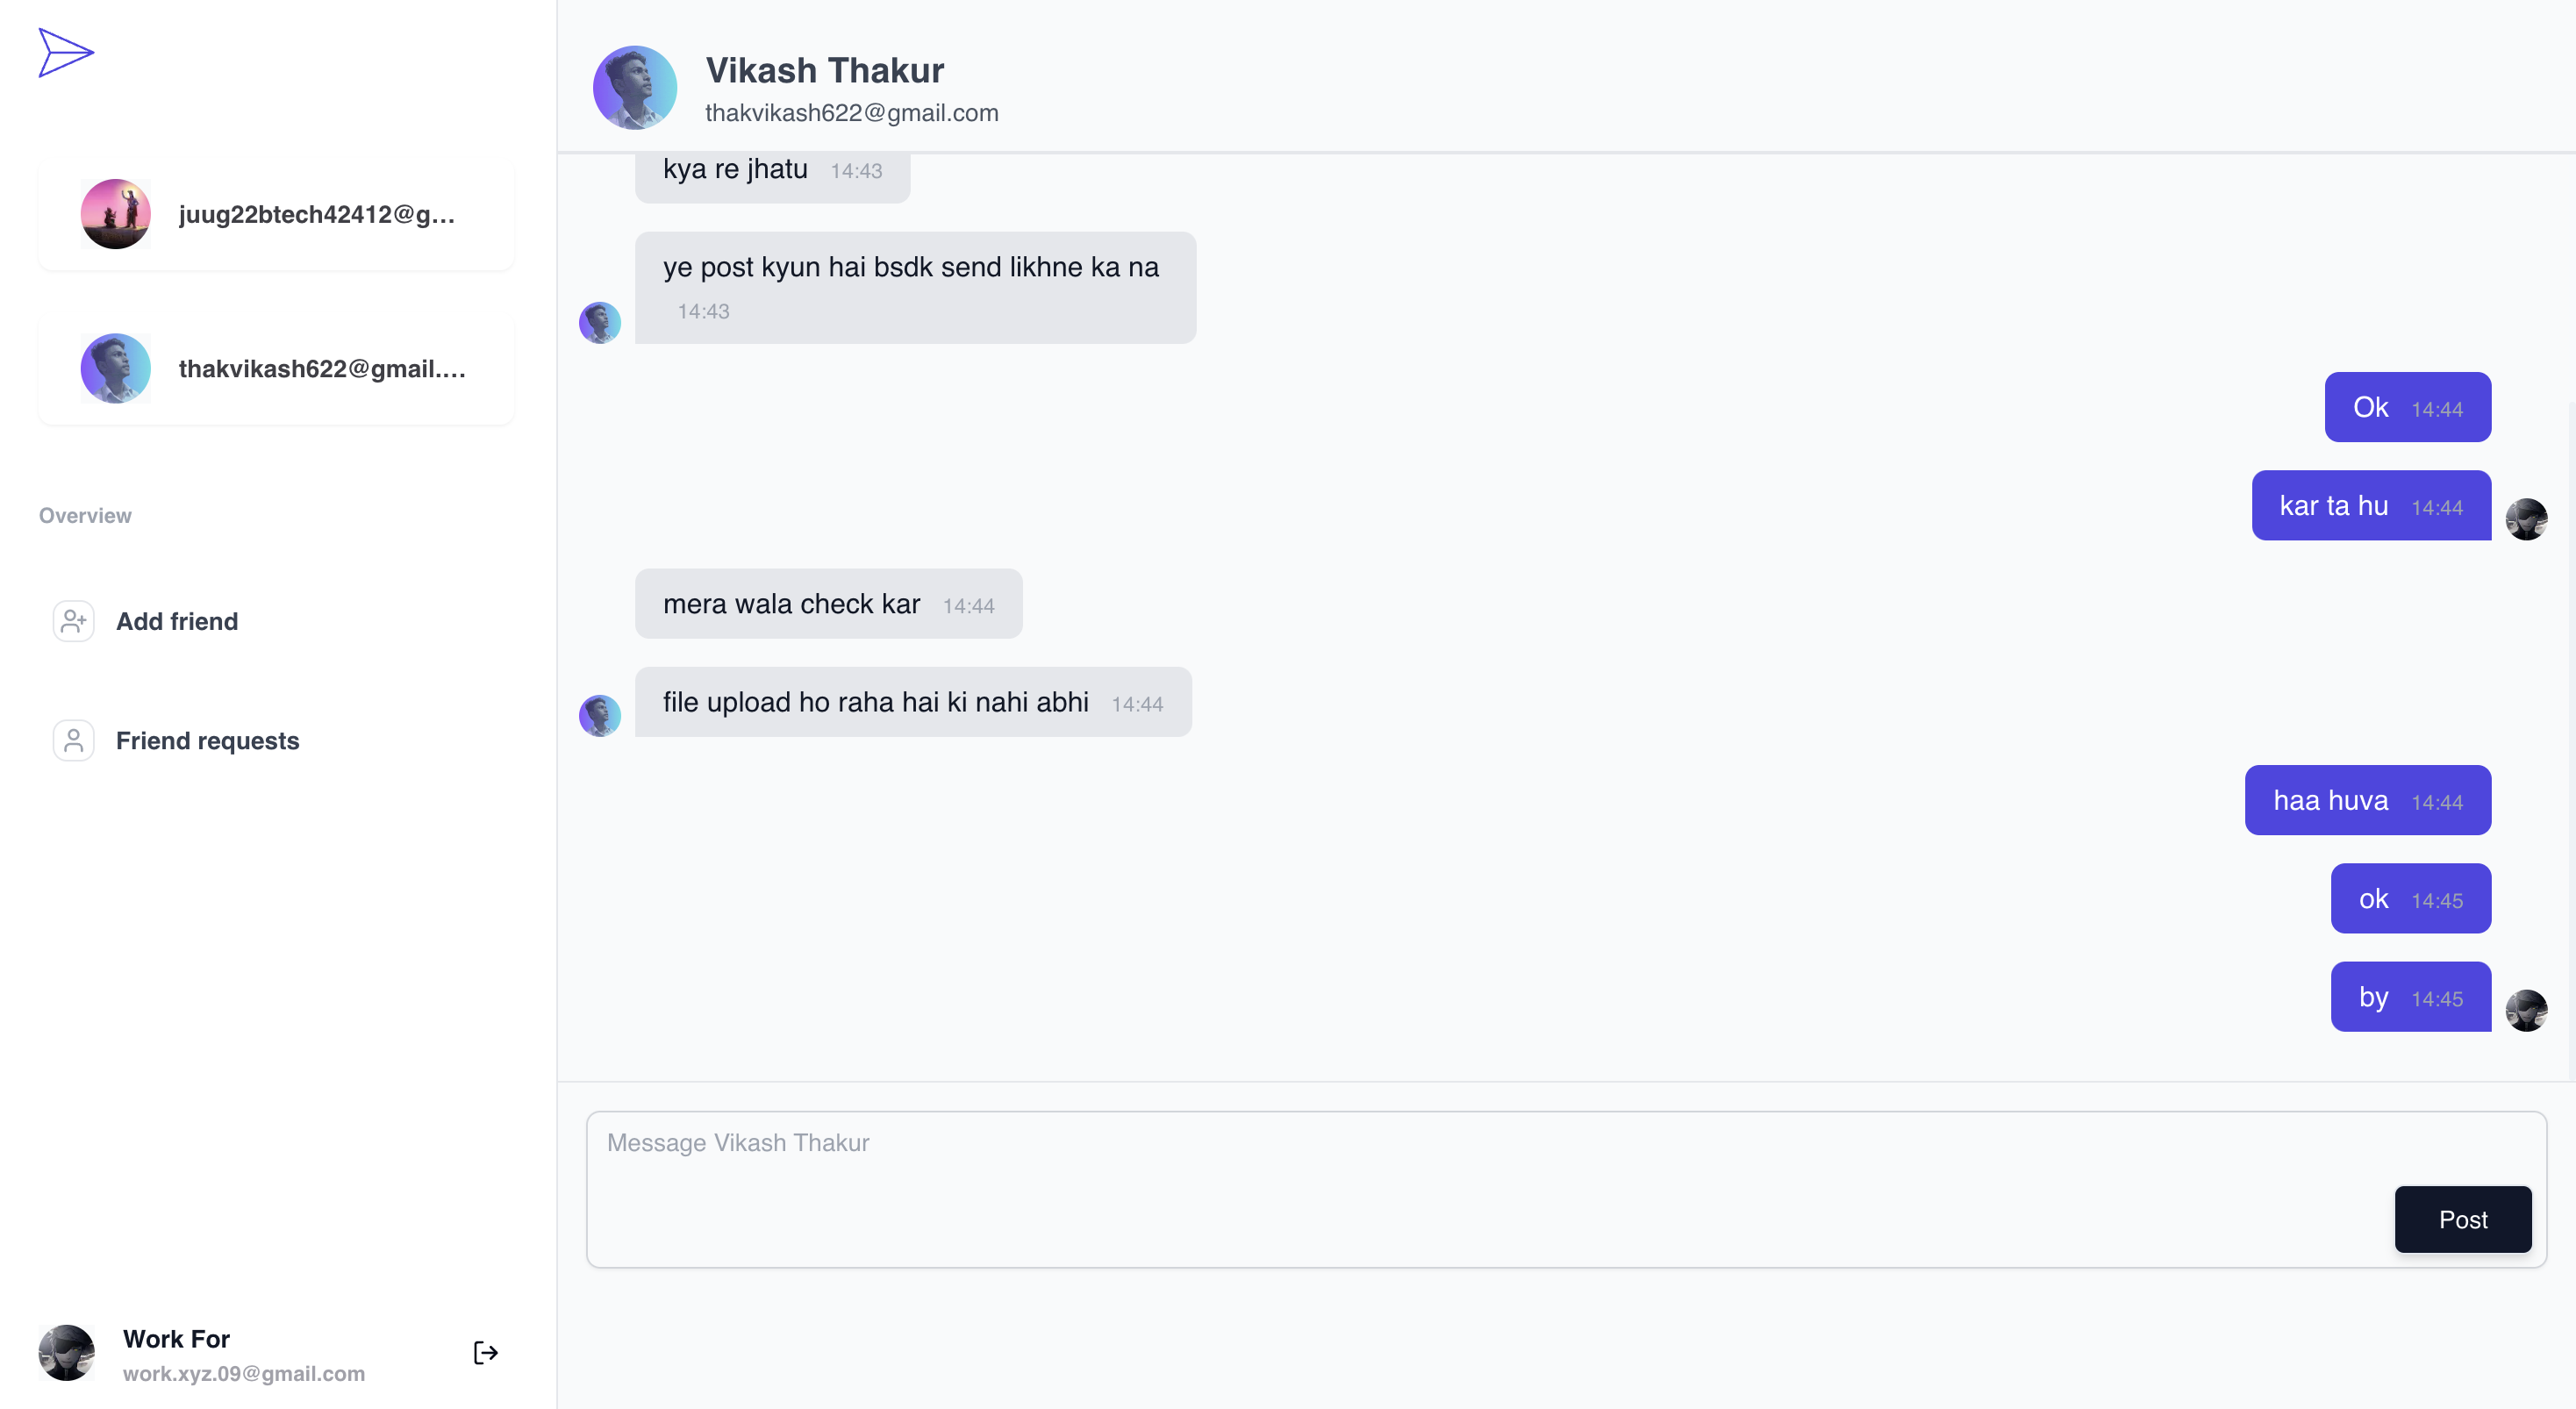 juug22btech42412@g...
thakvikash622@gmail....
Overview
Add friend
Friend requests
Work For
work.xyz.09@gmail.com
Vikash Thakur
thakvikash622@gmail.com
kya re jhatu 14:43
ye post kyun hai bsdk send likhne ka na
14:43
Ok 14:44
kar ta hu 14:44
mera wala check kar 14:44
file upload ho raha hai ki nahi abhi 14:44
haa huva 14:44
ok 14:45
by 14:45
Message Vikash Thakur
Post